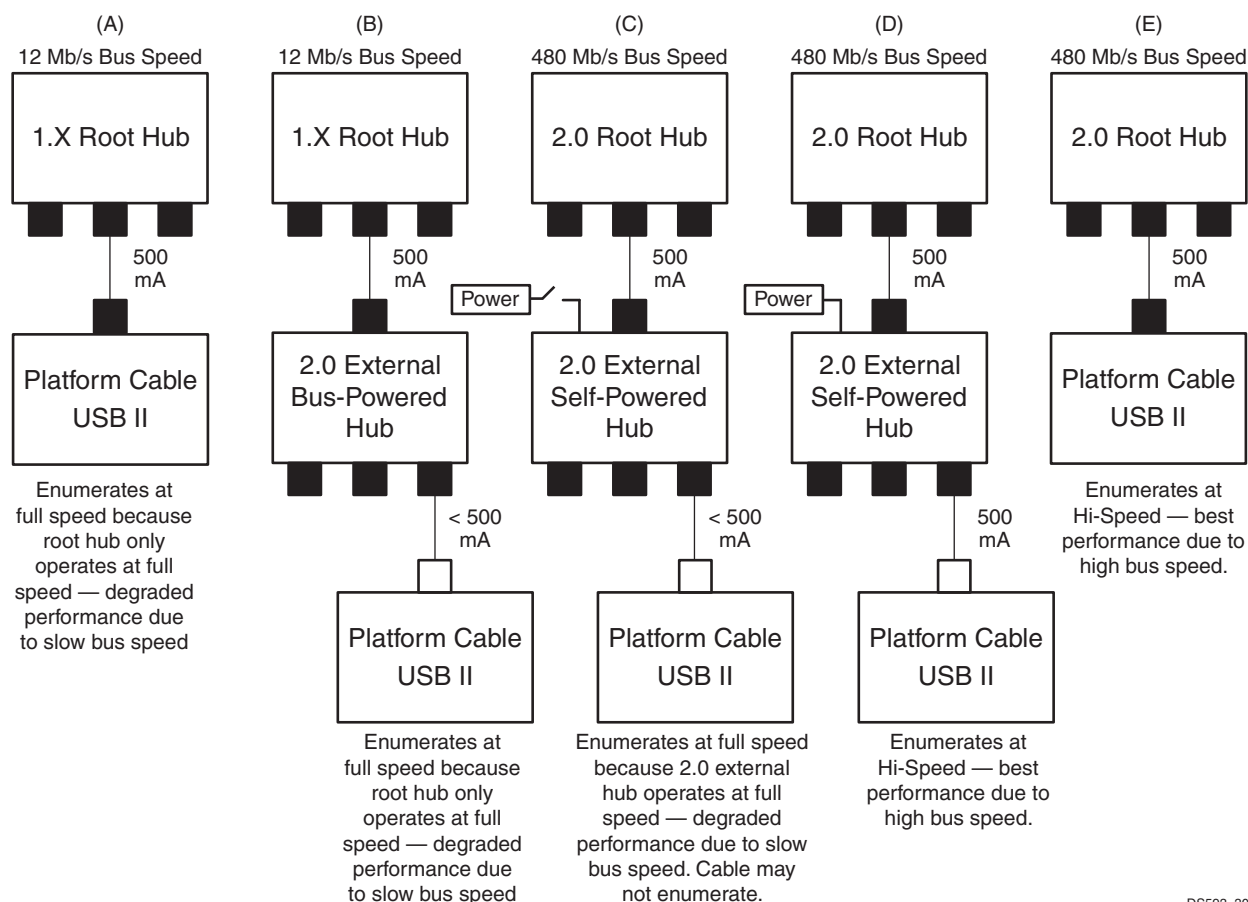 (A)
12 Mb/s Bus Speed
1.X Root Hub
500
mA
Platform Cable
USB II
Enumerates at
full speed because
root hub only
operates at full
speed — degraded
performance due
to slow bus speed
(B)
12 Mb/s Bus Speed
1.X Root Hub
500
mA
2.0 External
Bus-Powered
Hub
< 500
mA
Platform Cable
USB II
Enumerates at
full speed because
root hub only
operates at full
speed — degraded
performance due
to slow bus speed
(C)
480 Mb/s Bus Speed
2.0 Root Hub
500
mA
Power
2.0 External
Self-Powered
Hub
< 500
mA
Platform Cable
USB II
Enumerates at full speed
because 2.0 external
hub operates at full
speed — degraded
performance due to slow
bus speed. Cable may
not enumerate.
(D)
480 Mb/s Bus Speed
2.0 Root Hub
500
mA
Power
2.0 External
Self-Powered
Hub
500
mA
Platform Cable
USB II
Enumerates at
Hi-Speed — best
performance due to
high bus speed.
(E)
480 Mb/s Bus Speed
2.0 Root Hub
500
mA
Platform Cable
USB II
Enumerates at
Hi-Speed — best
performance due to
high bus speed.